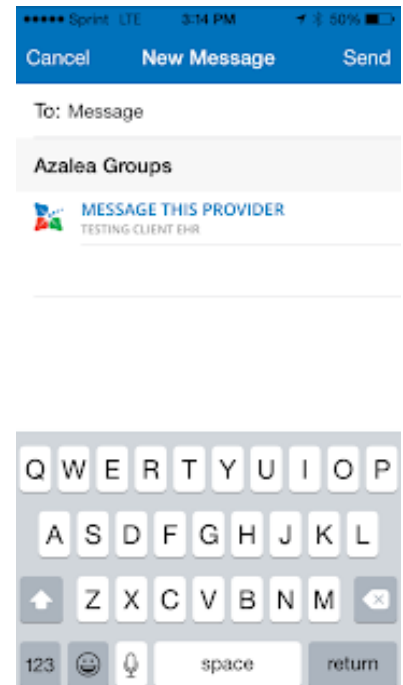 Sprint LTE 3:14 PM 50%
Cancel New Message Send
To: Message
Azalea Groups
MESSAGE THIS PROVIDER
TESTING CLIENT EHR
Q W E R T Y U I O P
A S D F G H J K L
Z X C V B N M
123 space return